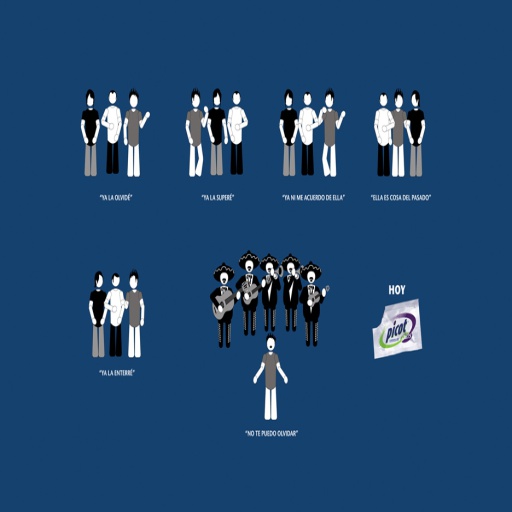 "YA LA OLVIDÉ"
"YA LA SUPERÉ"
"YA NI ME ACUERDO DE ELLA"
"ELLA ES COSA DEL PASADO"
"YA LA ENTERRÉ"
"NO TE PUEDO OLVIDAR"
HOY
picot